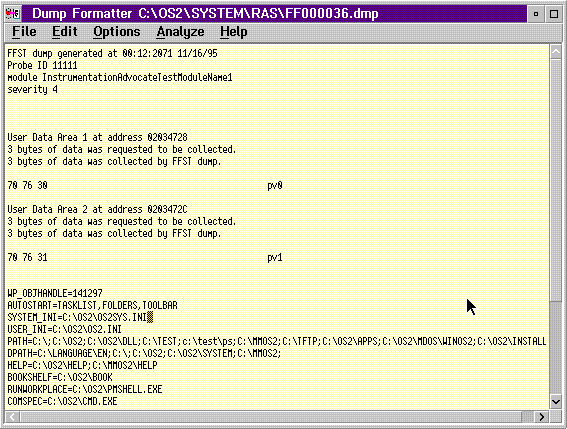 Dump Formatter C:\OS2\SYSTEM\RAS\FF000036.dmp
File Edit Options Analyze Help
FFST dump generated at 00:12:2071 11/16/95
Probe ID 11111
module InstrumentationAdvocateTestModuleName1
severity 4
User Data Area 1 at address 02034728
3 bytes of data was requested to be collected.
3 bytes of data was collected by FFST dump.
70 76 30 pv0
User Data Area 2 at address 0203472C
3 bytes of data was requested to be collected.
3 bytes of data was collected by FFST dump.
70 76 31 pv1
WP_OBJHANDLE=141297
AUTOSTART=TASKLIST,FOLDERS,TOOLBAR
SYSTEM_INI=C:\OS2\OS2SYS.INI
USER_INI=C:\OS2\OS2.INI
PATH=C:\;C:\OS2;C:\OS2\DLL;C:\TEST;c:\test\ps;C:\MMOS2;C:\TFTP;C:\OS2\APPS;C:\OS2\MDOS\WINOS2;C:\OS2\INSTALL
DPATH=C:\LANGUAGE\EN;C:\;C:\OS2;C:\OS2\SYSTEM;C:\MMOS2;
HELP=C:\OS2\HELP;C:\MMOS2\HELP
BOOKSHELF=C:\OS2\BOOK
RUNWORKPLACE=C:\OS2\PMSHELL.EXE
COMSPEC=C:\OS2\CMD.EXE